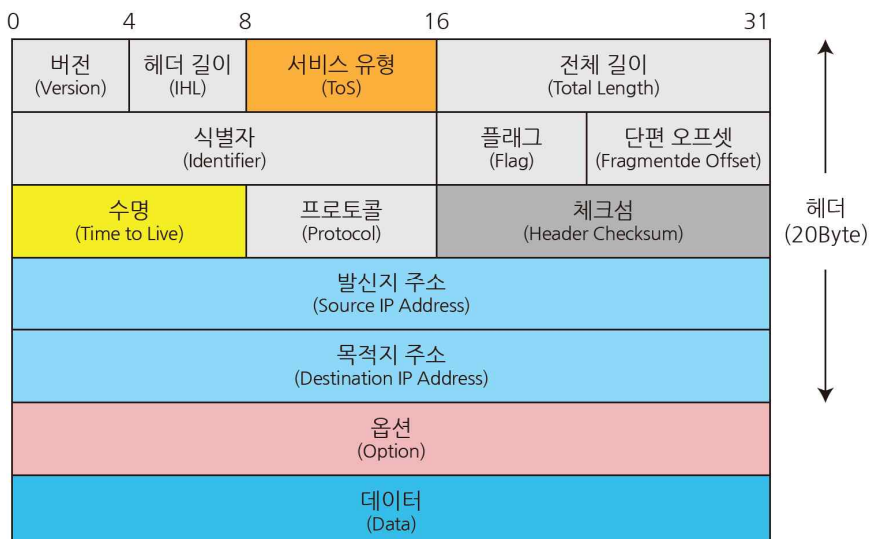 0 4 8 16 31
버전 헤더 길이 서비스 유형 전체 길이
(Version) (IHL) (ToS) (Total Length)
식별자 플래그 단편 오프셋
(Identifier) (Flag) (Fragmentde Offset)
수명 프로토콜 체크섬
(Time to Live) (Protocol) (Header Checksum)
헤더
(20Byte)
발신지 주소
(Source IP Address)
목적지 주소
(Destination IP Address)
옵션
(Option)
데이터
(Data)